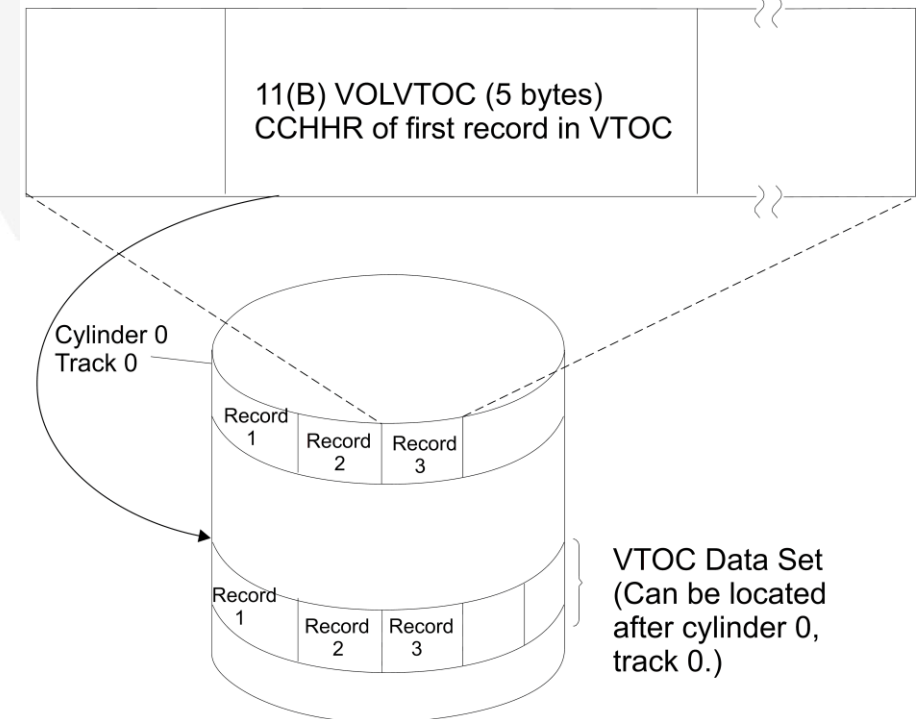 11(B) VOLVTOC (5 bytes)
CCHHR of first record in VTOC
Cylinder 0
Track 0
Record
1
Record
2
Record
3
Record
1
Record
2
Record
3
VTOC Data Set
(Can be located
after cylinder 0,
track 0.)